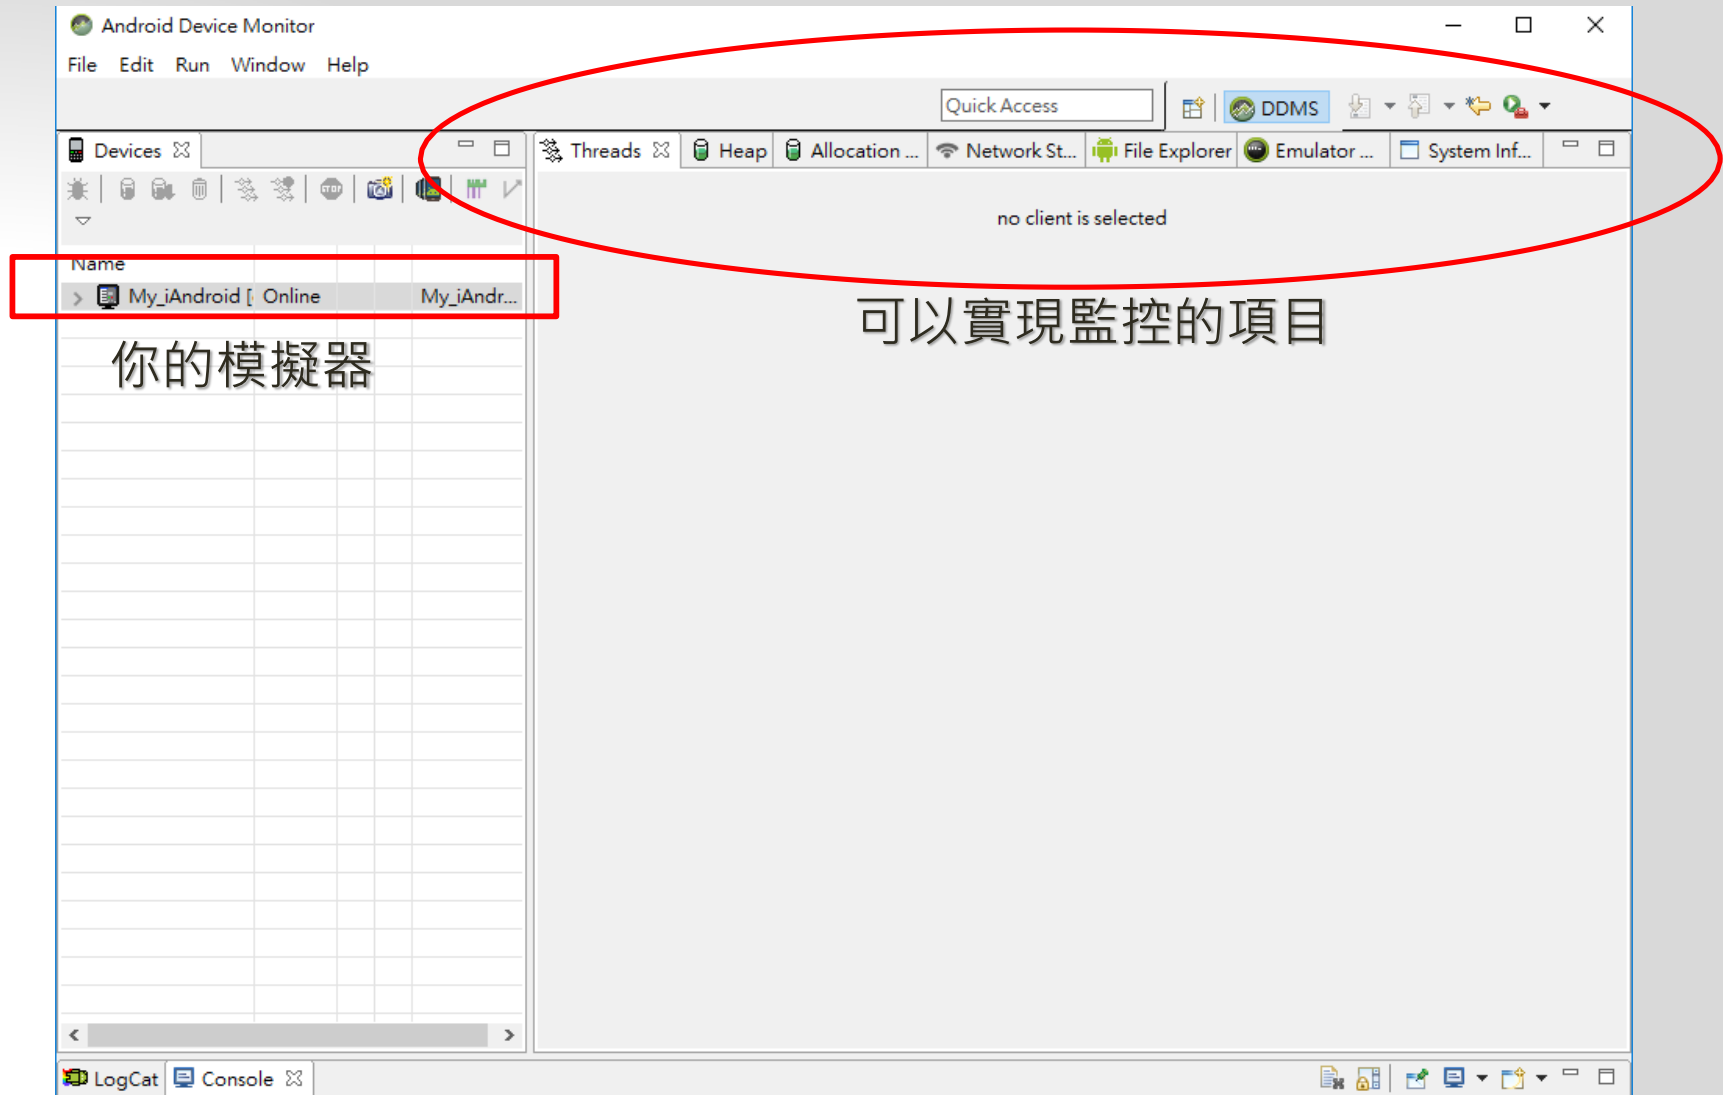 Android Device Monitor
File Edit Run Window Help
Quick Access DDMS
Devices Threads Heap Allocation ... Network St... File Explorer Emulator ... System Inf...
no client is selected
Name
My_iAndroid [ Online My_iAndr...
可以實現監控的項目
你的模擬器
LogCat Console